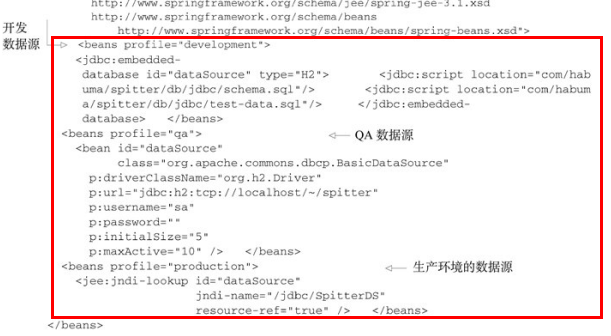 http://www.springframework.org/schema/jee/spring-jee-3.1.xsd
http://www.springframework.org/schema/beans
http://www.springframework.org/schema/beans/spring-beans.xsd">
开发
数据源
<beans profile="development">
<jdbc:embedded-
database id="dataSource" type="H2"> <jdbc:script location="com/hab
uma/spitter/db/jdbc/schema.sql"/> <jdbc:script location="com/habum
a/spitter/db/jdbc/test-data.sql"/> </jdbc:embedded-
database> </beans>
<beans profile="qa"> QA 数据源
<bean id="dataSource"
class="org.apache.commons.dbcp.BasicDataSource"
p:driverClassName="org.h2.Driver"
p:url="jdbc:h2:tcp://localhost/~/spitter"
p:username="sa"
p:password=""
p:initialSize="5"
p:maxActive="10" /> </beans>
<beans profile="production"> 生产环境的数据源
<jee:jndi-lookup id="dataSource"
jndi-name="/jdbc/SpitterDS"
resource-ref="true" /> </beans>
</beans>